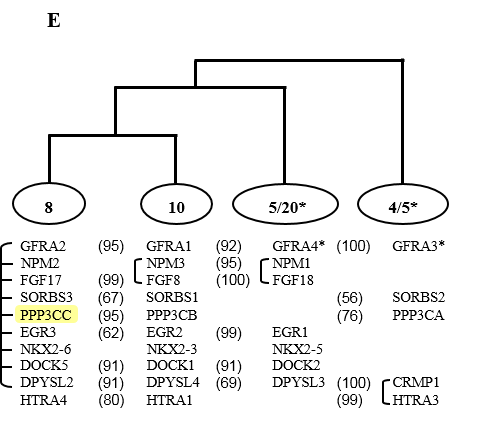 E
8 10 5/20* 4/5*
GFRA2 (95) GFRA1 (92) GFRA4* (100) GFRA3*
NPM2 NPM3 (95) NPM1
FGF17 (99) FGF8 (100) FGF18
SORBS3 (67) SORBS1 (56) SORBS2
PPP3CC (95) PPP3CB (76) PPP3CA
EGR3 (62) EGR2 (99) EGR1
NKX2-6 NKX2-3 NKX2-5
DOCK5 (91) DOCK1 (91) DOCK2
DPYSL2 (91) DPYSL4 (69) DPYSL3 (100) CRMP1
HTRA4 (80) HTRA1 (99) HTRA3